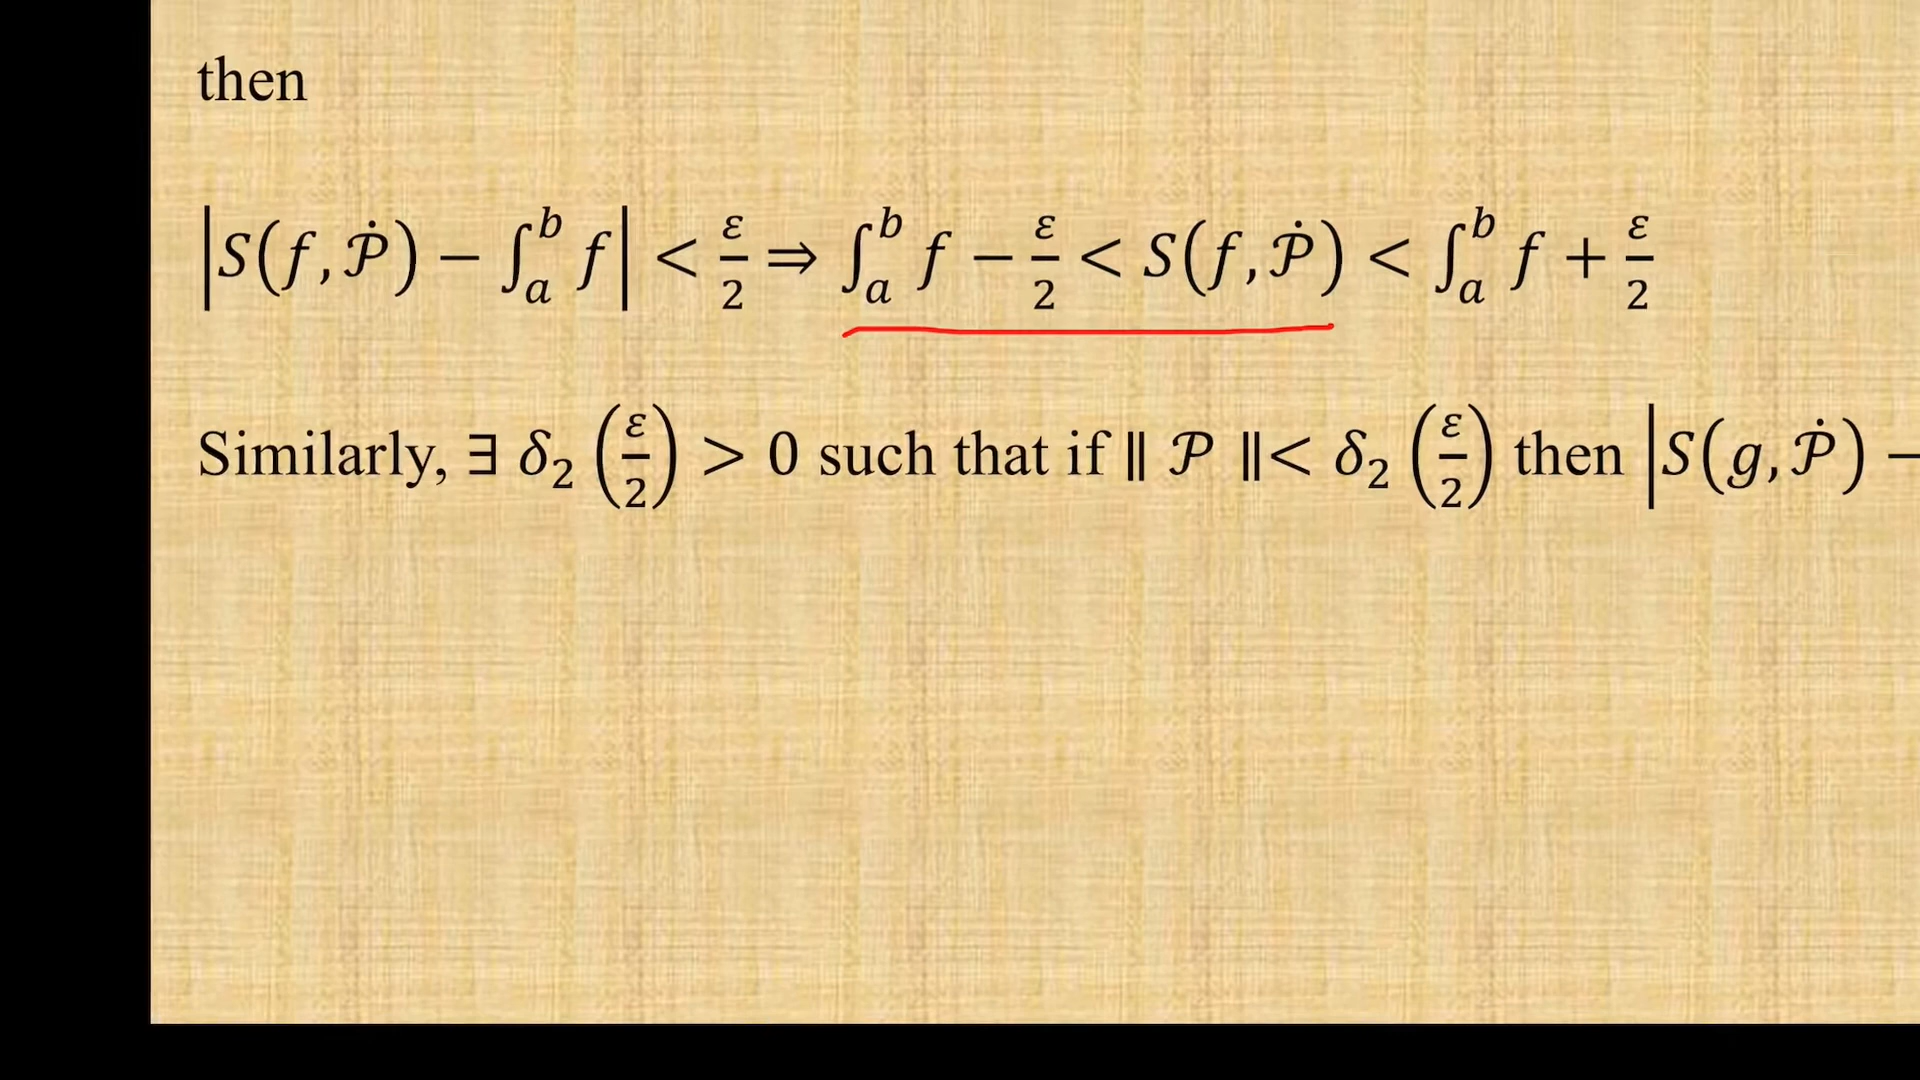 then
|S(f, 𝒫̇) − ∫ₐᵇ f| < ε/2 ⇒ ∫ₐᵇ f − ε/2 < S(f, 𝒫̇) < ∫ₐᵇ f + ε/2
Similarly, ∃ δ₂ (ε/2) > 0 such that if ‖ 𝒫 ‖< δ₂ (ε/2) then |S(g, 𝒫̇) −